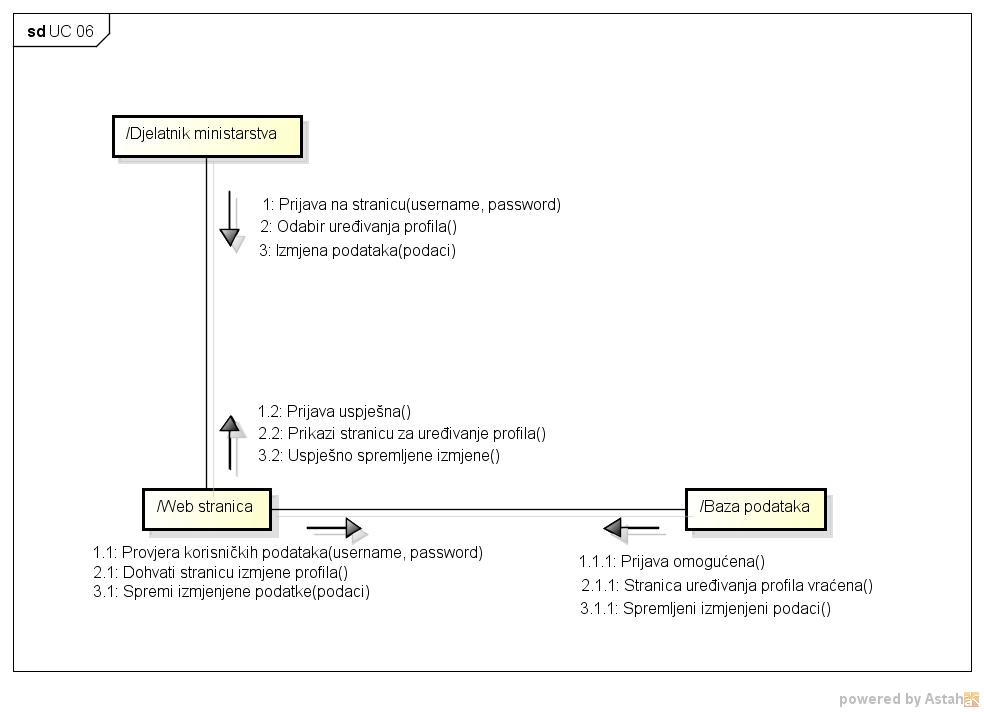 sd UC 06
/Djelatnik ministarstva
1: Prijava na stranicu(username, password)
2: Odabir uređivanja profila()
3: Izmjena podataka(podaci)
1.2: Prijava uspješna()
2.2: Prikazi stranicu za uređivanje profila()
3.2: Uspješno spremljene izmjene()
/Web stranica
/Baza podataka
1.1: Provjera korisničkih podataka(username, password)
2.1: Dohvati stranicu izmjene profila()
3.1: Spremi izmjenjene podatke(podaci)
1.1.1: Prijava omogućena()
2.1.1: Stranica uređivanja profila vraćena()
3.1.1: Spremljeni izmjenjeni podaci()
powered by Astah